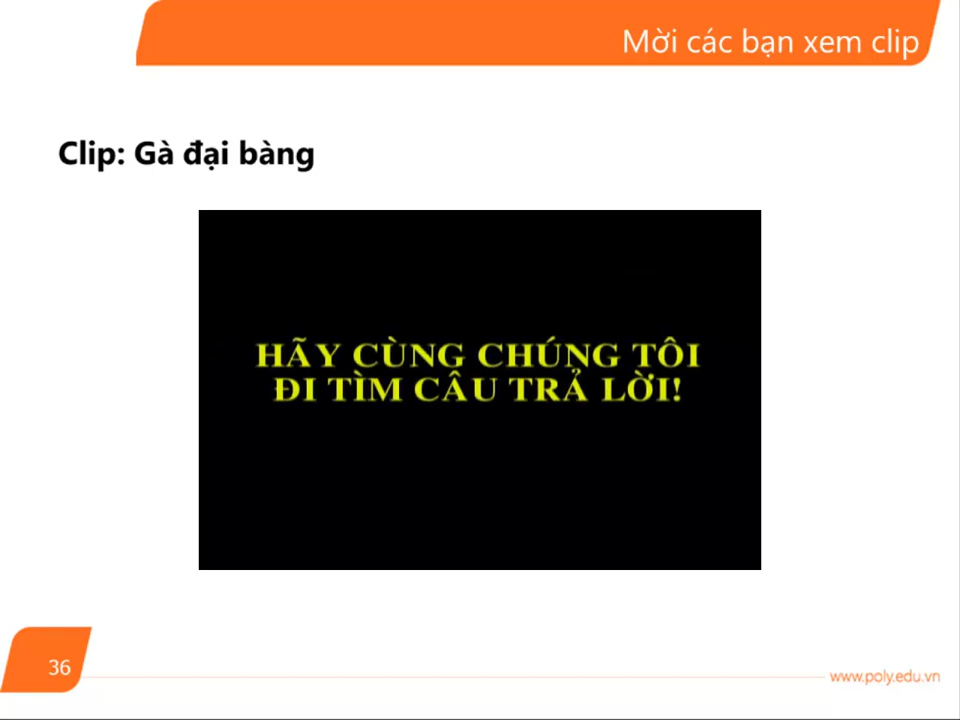 Mời các bạn xem clip
Clip: Gà đại bàng
HÃY CÙNG CHÚNG TÔI
ĐI TÌM CÂU TRẢ LỜI!
36
www.poly.edu.vn